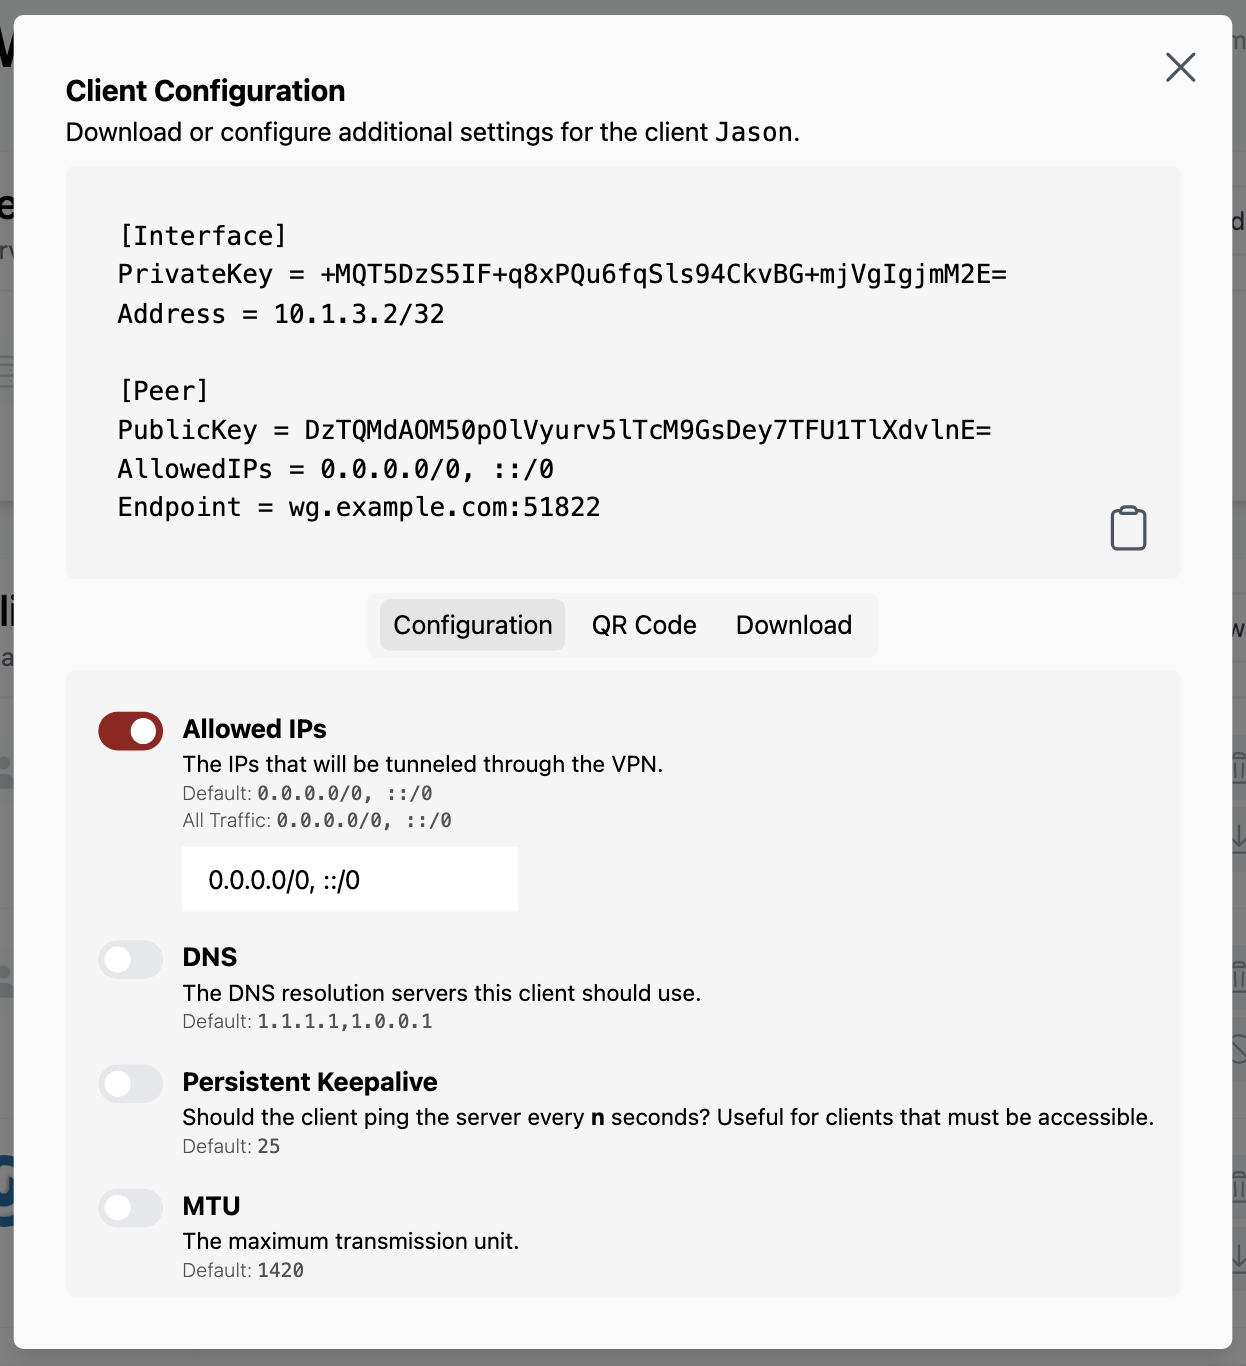 Client Configuration
Download or configure additional settings for the client Jason.
[Interface]
PrivateKey = +MQT5DzS5IF+q8xPQu6fqSls94CkvBG+mjVgIgjmM2E=
Address = 10.1.3.2/32
[Peer]
PublicKey = DzTQMdAOM50pOlVyurv5lTcM9GsDey7TFU1TlXdvlnE=
AllowedIPs = 0.0.0.0/0, ::/0
Endpoint = wg.example.com:51822
Configuration QR Code Download
Allowed IPs
The IPs that will be tunneled through the VPN.
Default: 0.0.0.0/0, ::/0
All Traffic: 0.0.0.0/0, ::/0
0.0.0.0/0, ::/0
DNS
The DNS resolution servers this client should use.
Default: 1.1.1.1,1.0.0.1
Persistent Keepalive
Should the client ping the server every n seconds? Useful for clients that must be accessible.
Default: 25
MTU
The maximum transmission unit.
Default: 1420